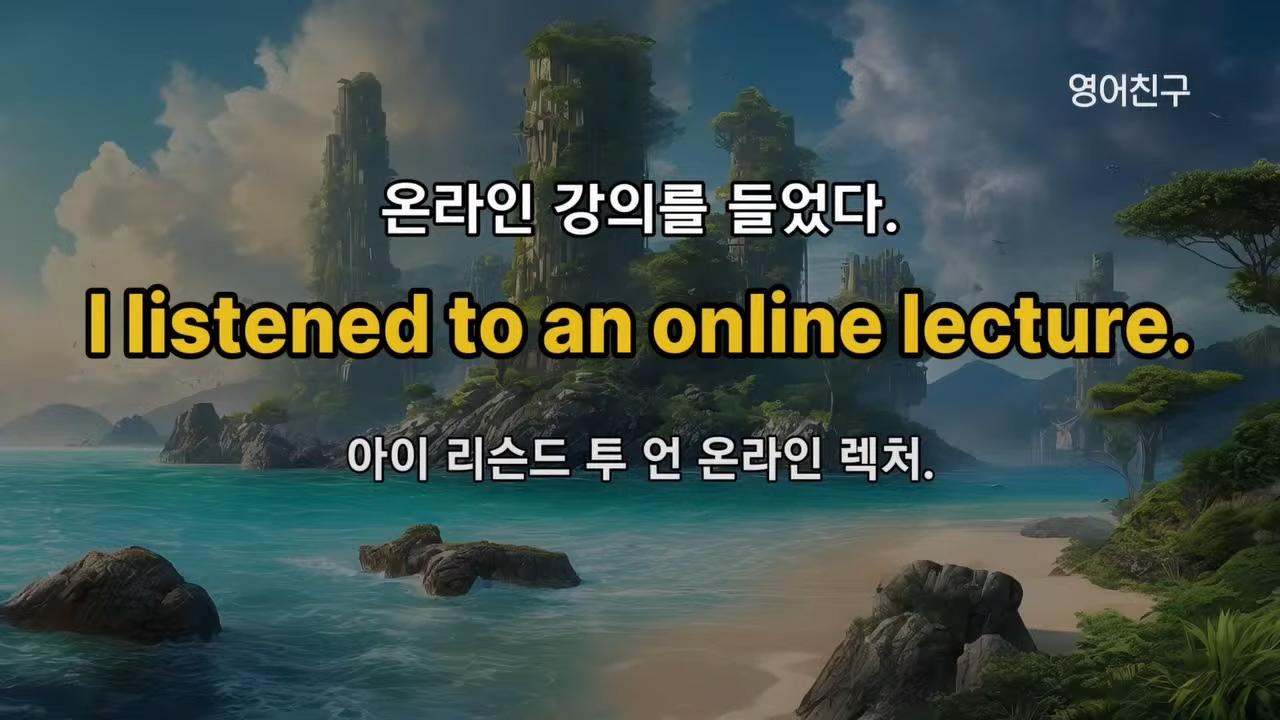 영어친구
온라인 강의를 들었다.
I listened to an online lecture.
아이 리슨드 투 언 온라인 렉처.